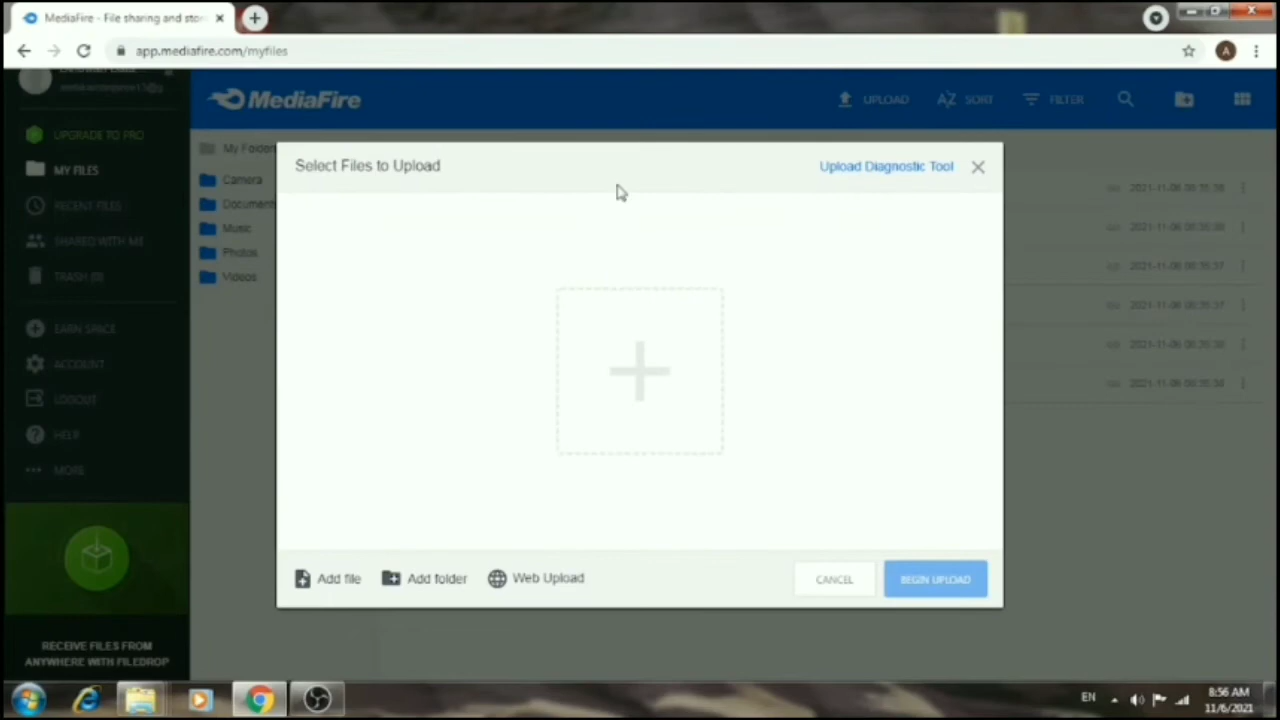 MediaFire - File sharing and stor
app.mediafire.com/myfiles
A
MediaFire
UPLOAD
SORT
FILTER
UPGRADE TO PRO
MY FILES
RECENT FILES
SHARED WITH ME
EARN SPACE
ACCOUNT
LOGOUT
HELP
MORE
RECEIVE FILES FROM
ANYWHERE WITH FILEDROP
My Folders
Camera
Documents
Music
Photos
Videos
Select Files to Upload
Upload Diagnostic Tool
Add file
Add folder
Web Upload
CANCEL
BEGIN UPLOAD
EN
8:56 AM
11/6/2021